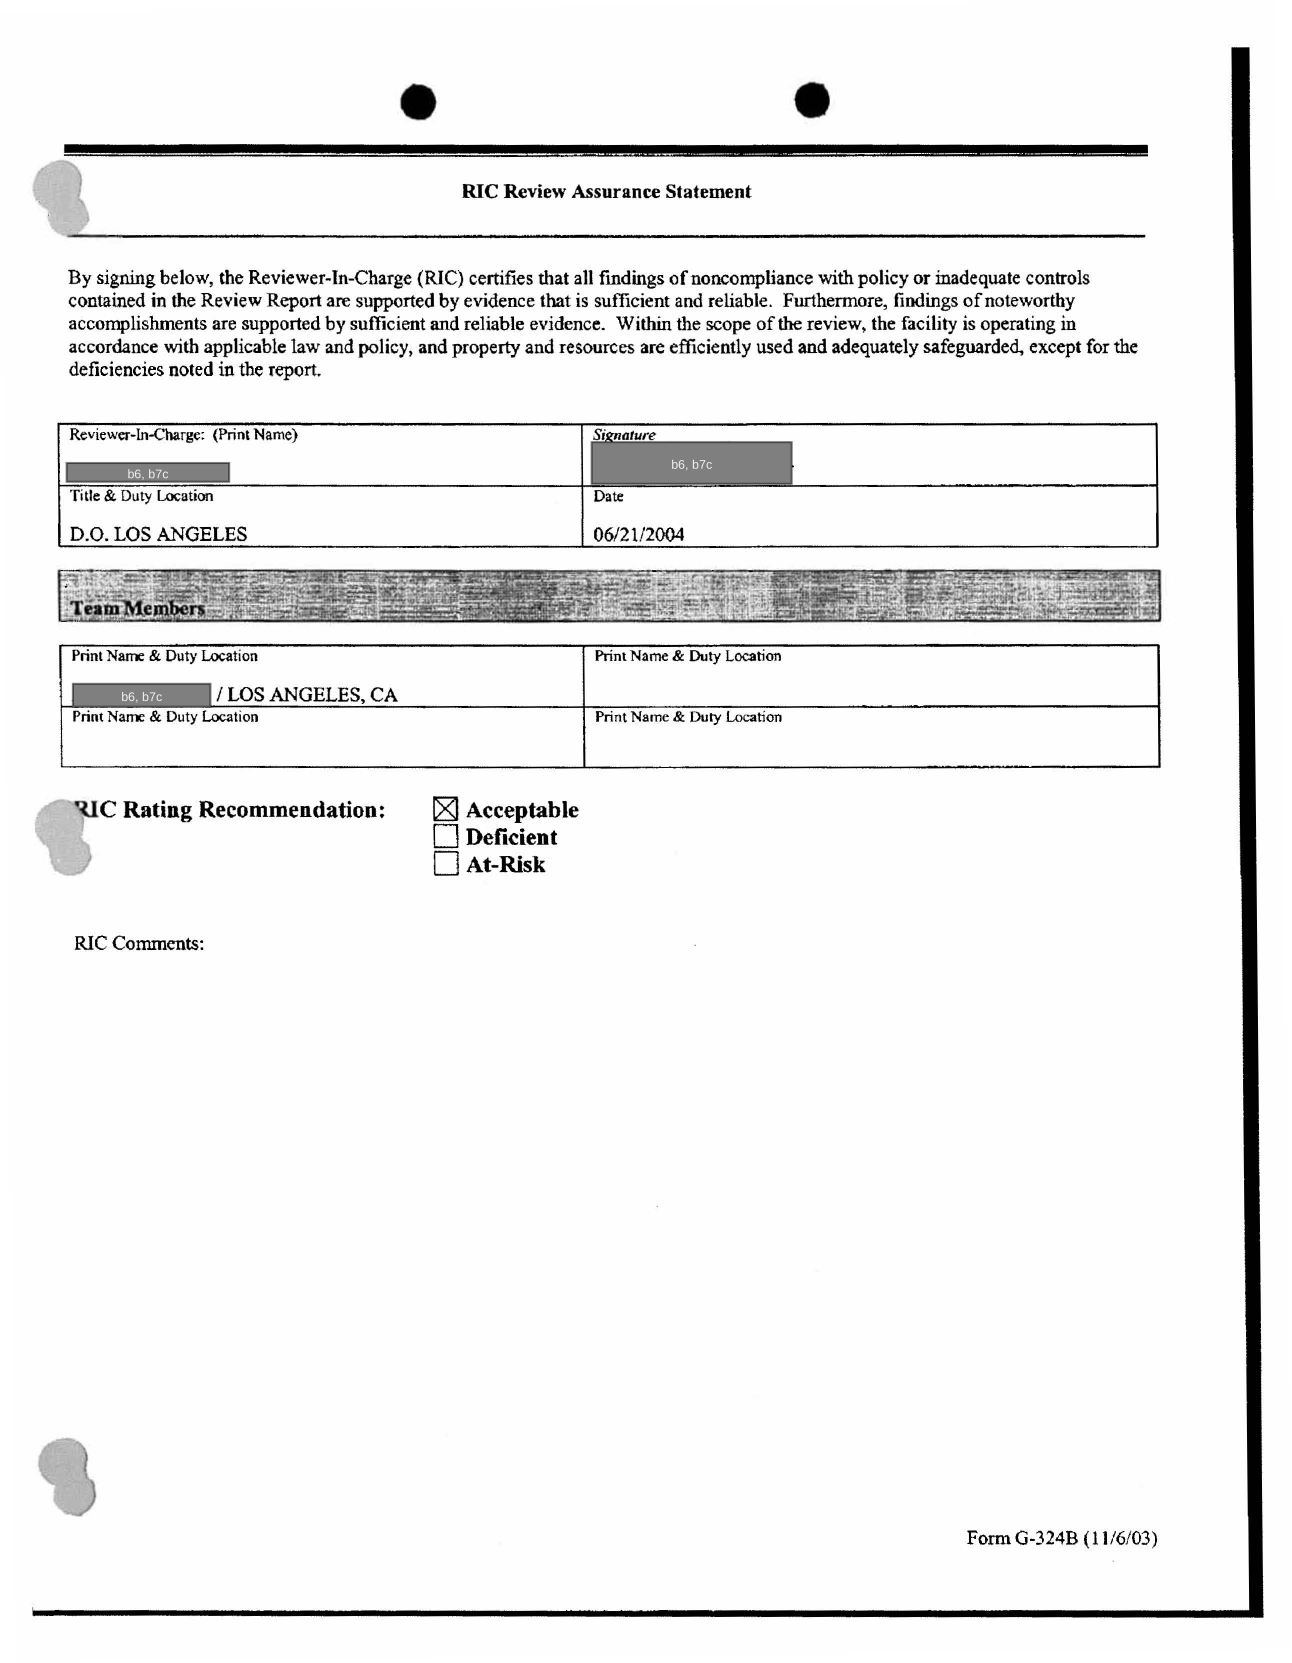 RIC Review Assurance Statement
By signing below, the Reviewer-In-Charge (RIC) certifies that all findings of noncompliance with policy or inadequate controls
contained in the Review Report are supported by evidence that is sufficient and reliable. Furthermore, findings of noteworthy
accomplishments are supported by sufficient and reliable evidence. Within the scope of the review, the facility is operating in
accordance with applicable law and policy, and property and resources are efficiently used and adequately safeguarded, except for the
deficiencies noted in the report.
Reviewer-In-Charge: (Print Name)
b6, b7c
Signature
b6, b7c
Title & Duty Location
D.O. LOS ANGELES
Date
06/21/2004
Team Members
Print Name & Duty Location
b6, b7c / LOS ANGELES, CA
Print Name & Duty Location
Print Name & Duty Location
Print Name & Duty Location
RIC Rating Recommendation:
Acceptable
Deficient
At-Risk
RIC Comments:
Form G-324B (11/6/03)